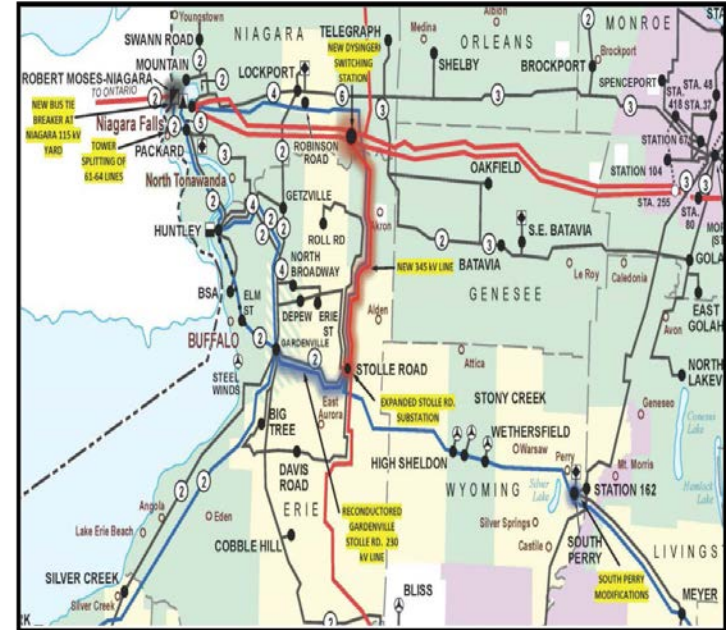 Youngstown
SWANN ROAD
NIAGARA
TELEGRAPH
Albion
MONROE
MOUNTAIN
NEW DYSINGER
SWITCHING
STATION
Medina
ORLEANS
Brockport
ROBERT MOSES-NIAGARA
LOCKPORT
SHELBY
BROCKPORT
SPENCEPORT
STA. 48
STA.
418
STA. 37
TO ONTARIO
NEW BUS TIE
BREAKER AT
NIAGARA 115 kV
YARD
Niagara Falls
PACKARD
TOWER
SPLITTING OF
61-64 LINES
ROBINSON
ROAD
STATION 67
STATION 104
STA. 255
STA.
80
North Tonawanda
GETZVILLE
OAKFIELD
Akron
HUNTLEY
ROLL RD
S.E. BATAVIA
BATAVIA
NORTH
BROADWAY
NEW 345 kV LINE
Le Roy
Caledonia
GOLAH
BSA
ELM
ST
DEPEW
ERIE
ST
GENESEE
EAST
GOLAH
Avon
BUFFALO
Alden
GARDENVILLE
STOLLE ROAD
Attica
NORTH
LAKEV
STEEL
WINDS
EXPANDED STOLLE RD.
SUBSTATION
STONY CREEK
Geneseo
Conesus
Lake
East
Aurora
BIG
TREE
WETHERSFIELD
Warsaw
Perry
Hemlock
Lake
HIGH SHELDON
Mt. Morris
DAVIS
ROAD
WYOMING
Silver
Lake
STATION 162
Angola
Lake Erie Beach
Eden
ERIE
RECONDUCTORED
GARDENVILLE
STOLLE RD. 230
kV LINE
Silver Springs
Castile
SOUTH
PERRY
LIVINGS
COBBLE HILL
SILVER CREEK
Silver Creek
BLISS
SOUTH PERRY
MODIFICATIONS
MEYER